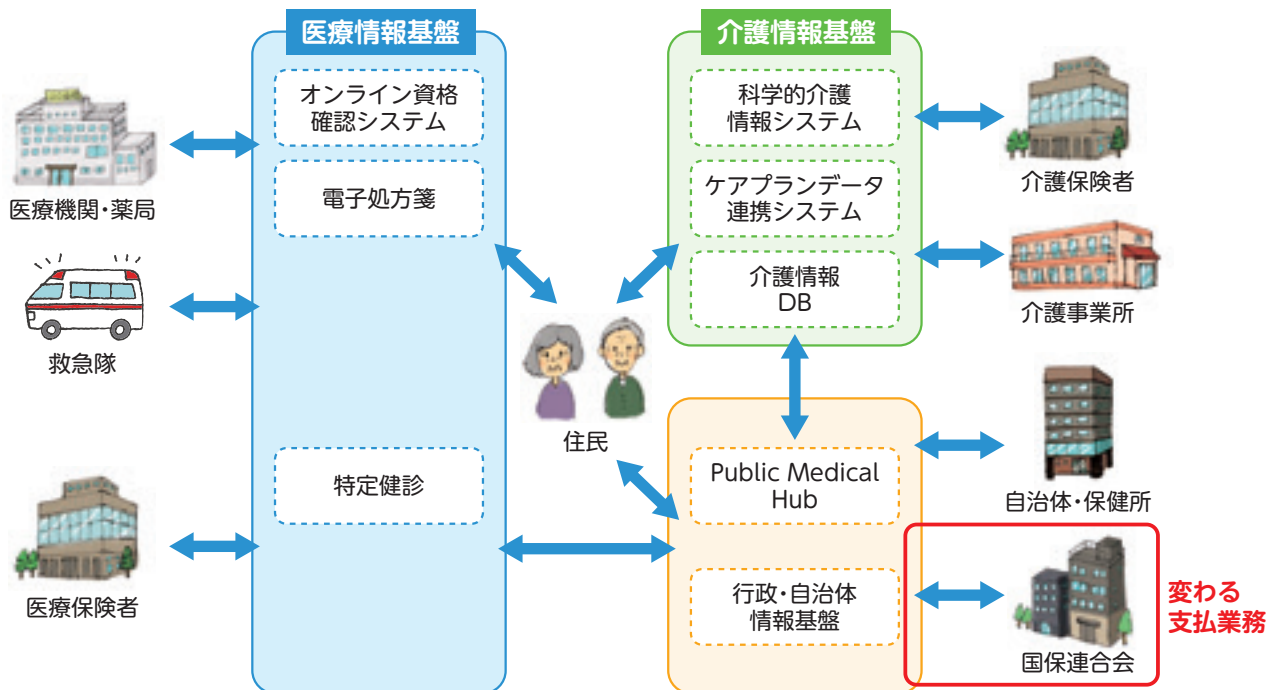 医療情報基盤
オンライン資格
確認システム
電子処方箋
特定健診
医療機関・薬局
救急隊
医療保険者
住民
介護情報基盤
科学的介護
情報システム
ケアプランデータ
連携システム
介護情報
DB
Public Medical
Hub
行政・自治体
情報基盤
介護保険者
介護事業所
自治体・保健所
国保連合会
変わる
支払業務